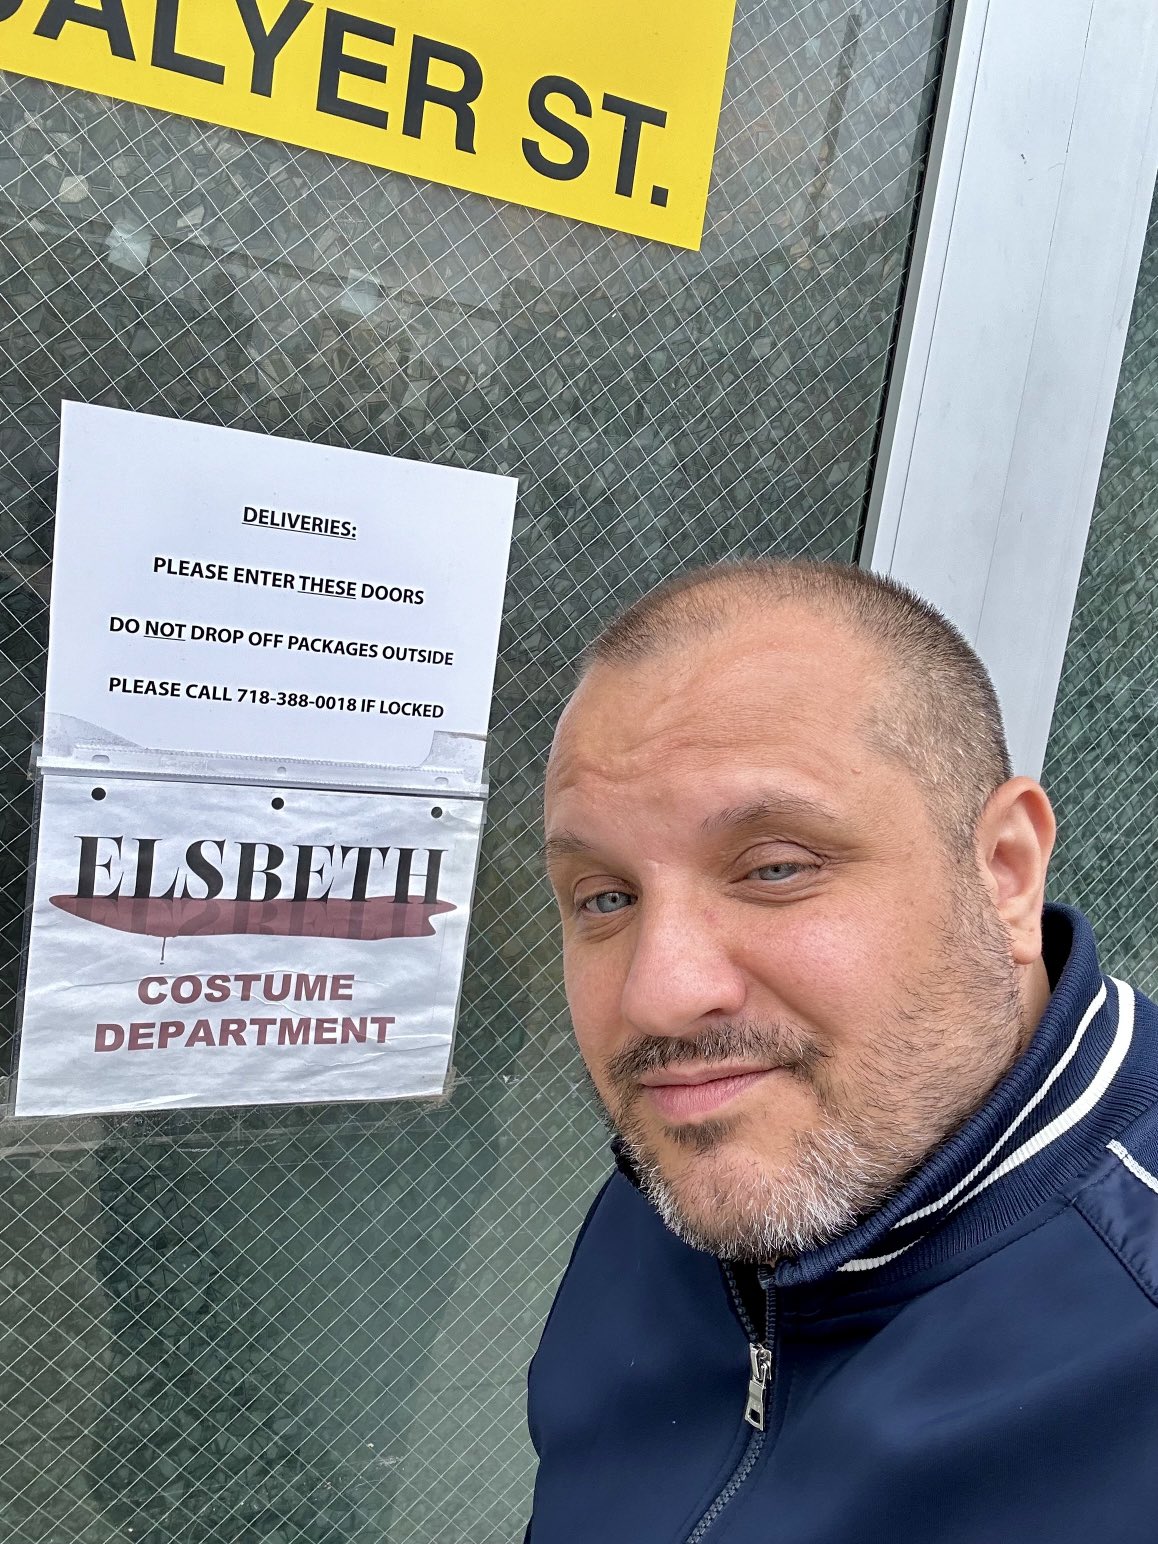 ALYER ST.
DELIVERIES:
PLEASE ENTER THESE DOORS
DO NOT DROP OFF PACKAGES OUTSIDE
PLEASE CALL 718-388-0018 IF LOCKED
ELSBETH
COSTUME
DEPARTMENT